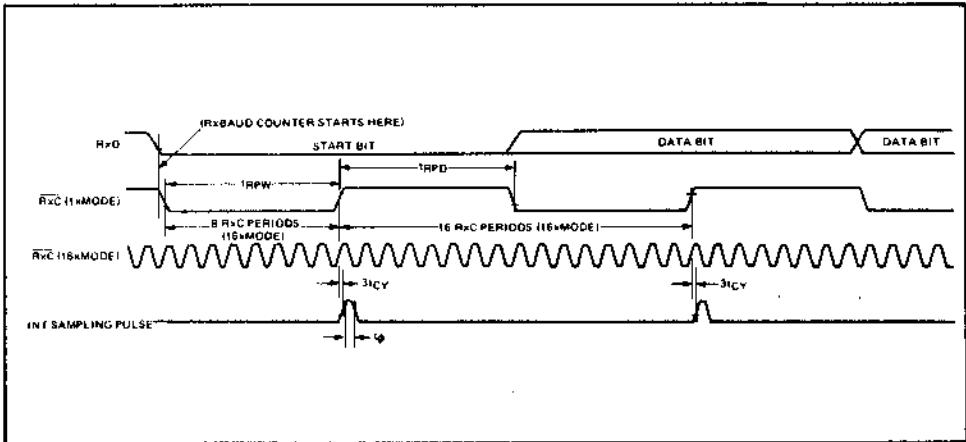 (RxBAUD COUNTER STARTS HERE)
RxD
START BIT
DATA BIT
DATA BIT
tRPW
tRPD
RxC (1xMODE)
8 RxC PERIODS
(16xMODE)
16 RxC PERIODS (16xMODE)
RxC (16xMODE)
3tCY
3tCY
INT SAMPLING PULSE
tφ